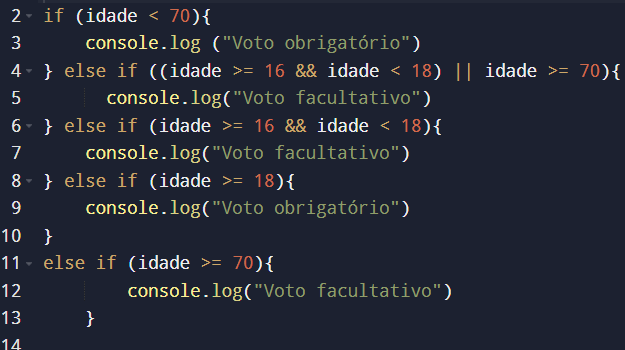 2 if (idade < 70){
3     console.log ("Voto obrigatório")
4 } else if ((idade >= 16 && idade < 18) || idade >= 70){
5       console.log("Voto facultativo")
6 } else if (idade >= 16 && idade < 18){
7     console.log("Voto facultativo")
8 } else if (idade >= 18){
9     console.log("Voto obrigatório")
10 }
11 else if (idade >= 70){
12         console.log("Voto facultativo")
13     }
14